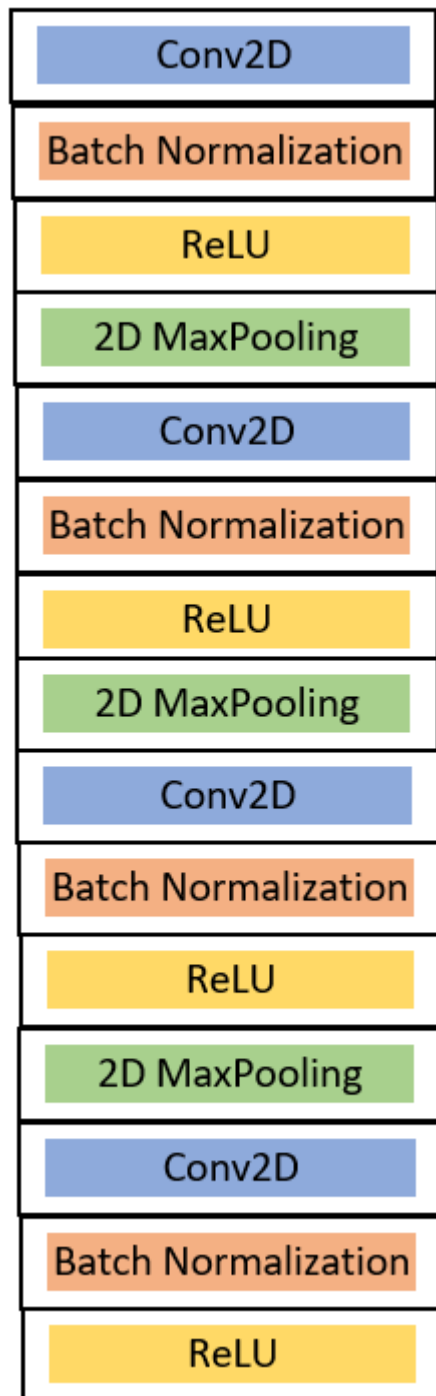 Conv2D
Batch Normalization
ReLU
2D MaxPooling
Conv2D
Batch Normalization
ReLU
2D MaxPooling
Conv2D
Batch Normalization
ReLU
2D MaxPooling
Conv2D
Batch Normalization
ReLU